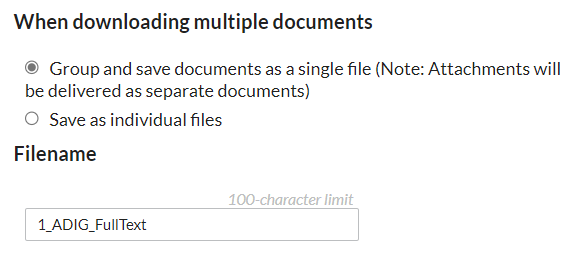 When downloading multiple documents
Group and save documents as a single file (Note: Attachments will
be delivered as separate documents)
Save as individual files
Filename
100-character limit
1_ADIG_FullText